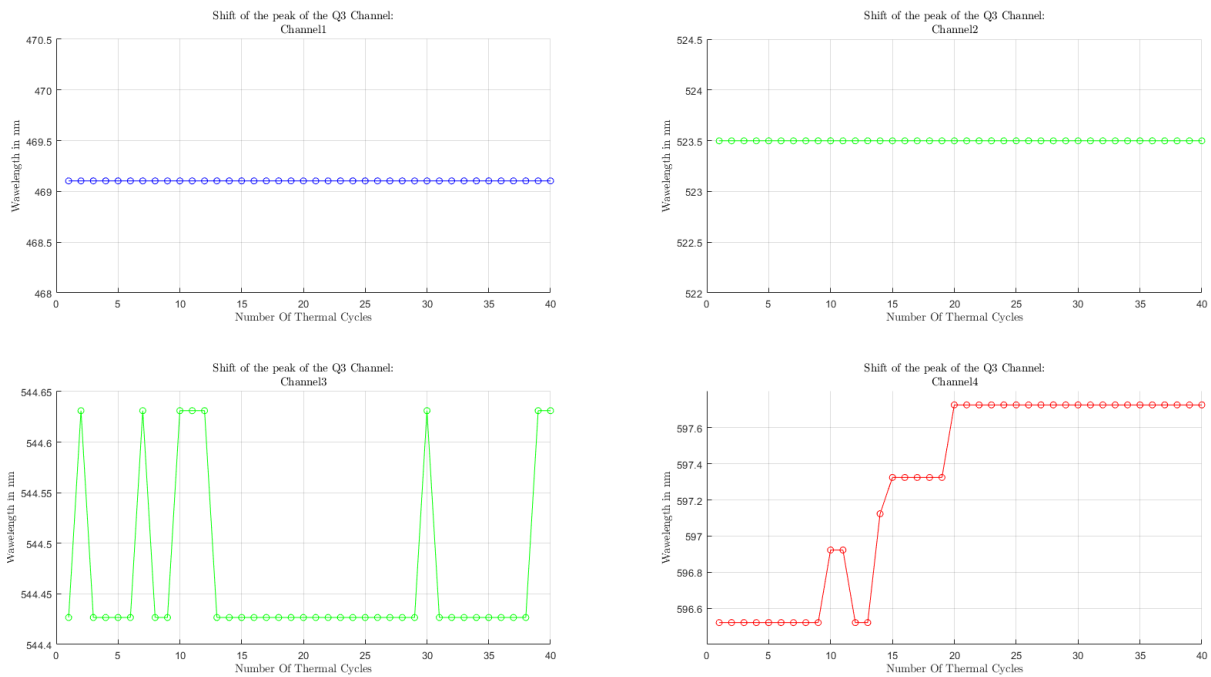 Shift of the peak of the Q3 Channel:
Channel1
470.5
470
469.5
469
468.5
468
Wawelength in nm
0 5 10 15 20 25 30 35 40
Number Of Thermal Cycles
Shift of the peak of the Q3 Channel:
Channel2
524.5
524
523.5
523
522.5
522
Wawelength in nm
0 5 10 15 20 25 30 35 40
Number Of Thermal Cycles
Shift of the peak of the Q3 Channel:
Channel3
544.65
544.6
544.55
544.5
544.45
544.4
Wawelength in nm
0 5 10 15 20 25 30 35 40
Number Of Thermal Cycles
Shift of the peak of the Q3 Channel:
Channel4
597.6
597.4
597.2
597
596.8
596.6
Wawelength in nm
0 5 10 15 20 25 30 35 40
Number Of Thermal Cycles